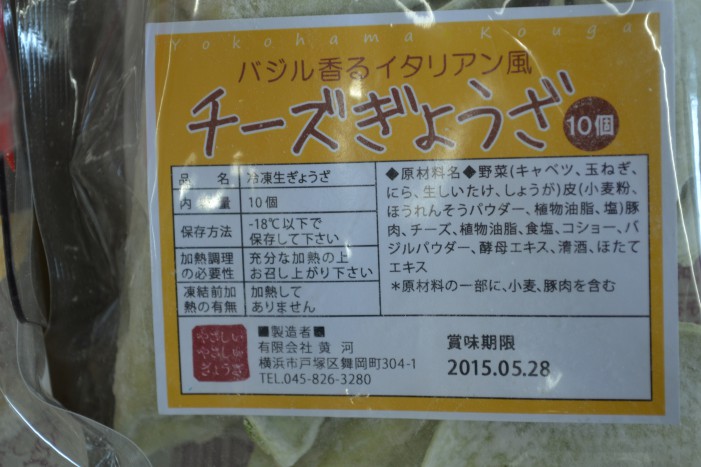 Yokohama Kouga
バジル香るイタリアン風
チーズぎょうざ
10個
品名 冷凍生ぎょうざ
内容量 10個
保存方法 -18℃以下で
保存して下さい
加熱調理
の必要性 充分な加熱の上
お召し上がり下さい
凍結前加
熱の有無 加熱して
ありません
◆原材料名◆野菜(キャベツ、玉ねぎ、
にら、生しいたけ、しょうが)皮(小麦粉、
ほうれんそうパウダー、植物油脂、塩)豚
肉、チーズ、植物油脂、食塩、コショー、バ
ジルパウダー、酵母エキス、清酒、ほたて
エキス
*原材料の一部に、小麦、豚肉を含む
やさしい
やさしい
ぎょうざ
■製造者■
有限会社 黄 河
横浜市戸塚区舞岡町304-1
TEL.045-826-3280
賞味期限
2015.05.28